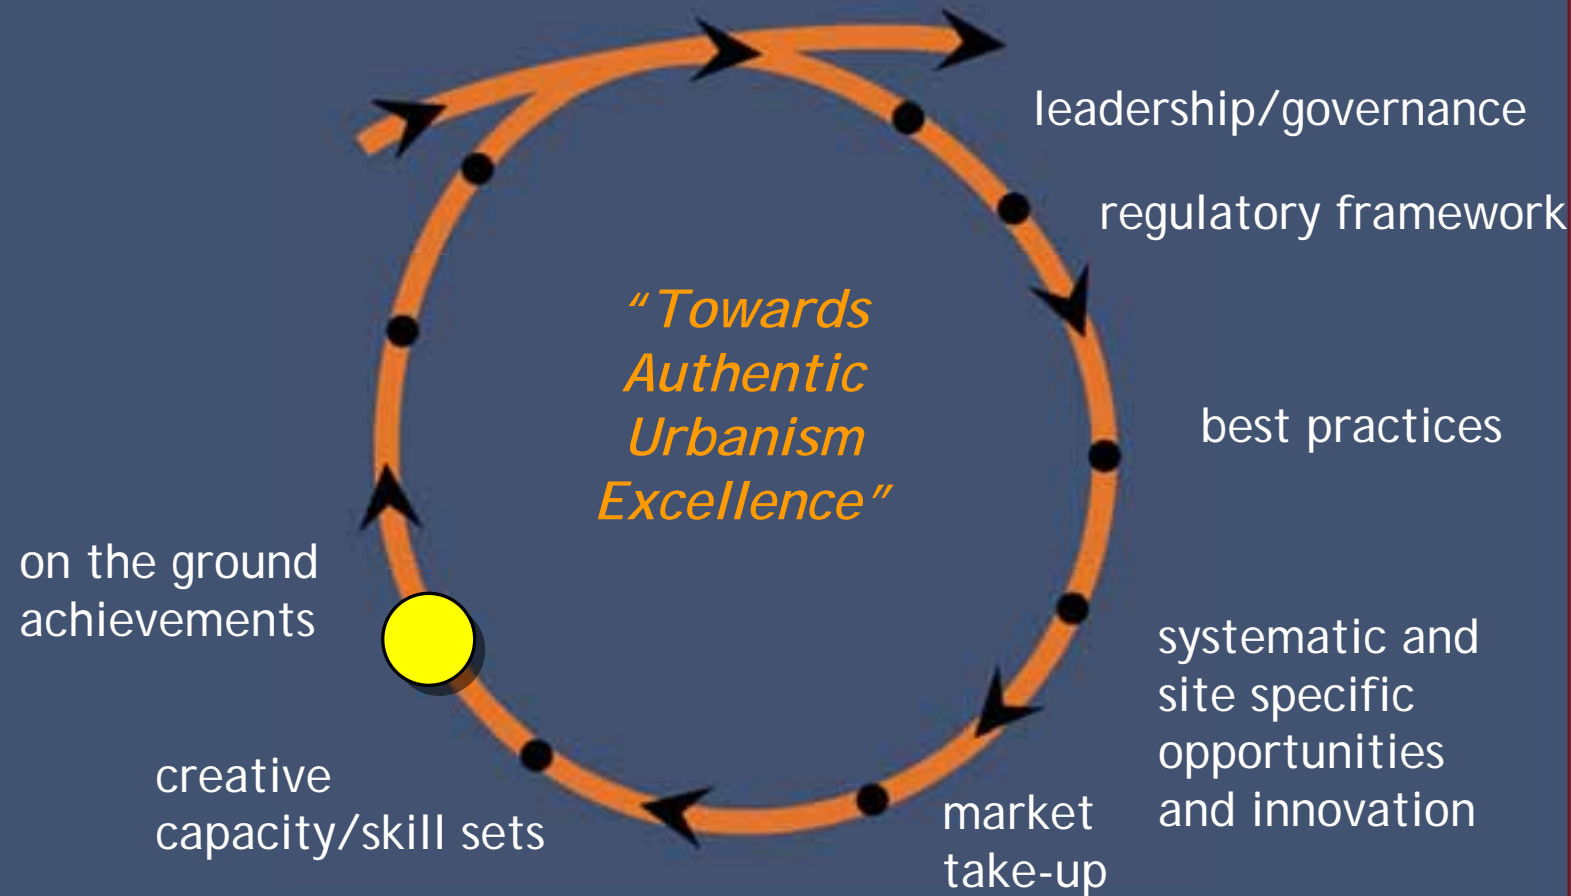 leadership/governance
regulatory framework
“Towards
Authentic
Urbanism
Excellence”
best practices
on the ground
achievements
systematic and
site specific
opportunities
and innovation
creative
capacity/skill sets
market
take-up